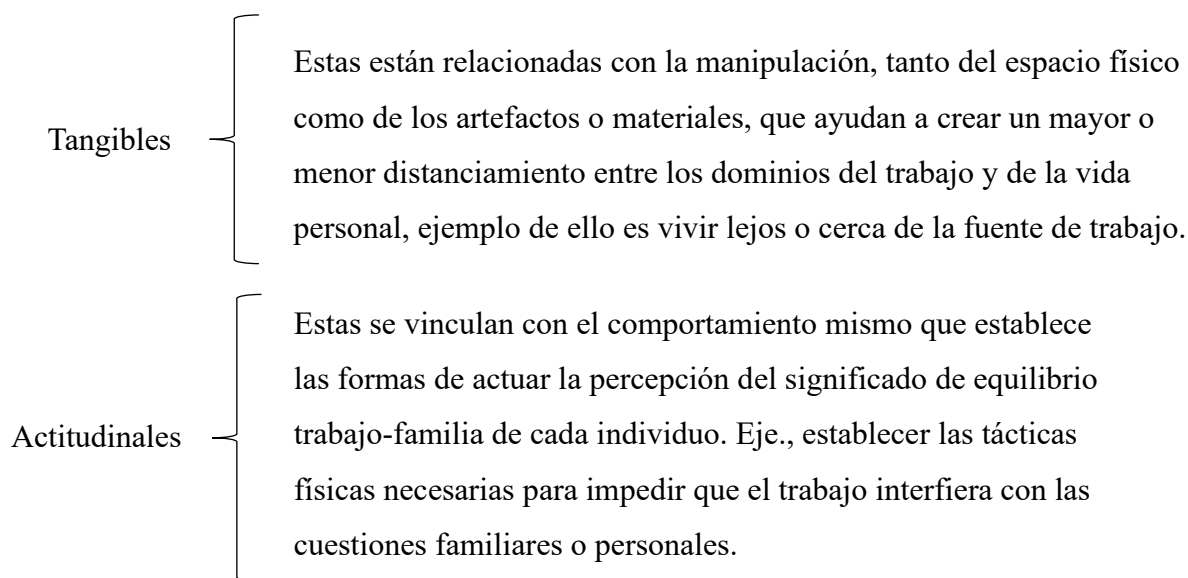 Tangibles
Estas están relacionadas con la manipulación, tanto del espacio físico
como de los artefactos o materiales, que ayudan a crear un mayor o
menor distanciamiento entre los dominios del trabajo y de la vida
personal, ejemplo de ello es vivir lejos o cerca de la fuente de trabajo.
Actitudinales
Estas se vinculan con el comportamiento mismo que establece
las formas de actuar la percepción del significado de equilibrio
trabajo-familia de cada individuo. Eje., establecer las tácticas
físicas necesarias para impedir que el trabajo interfiera con las
cuestiones familiares o personales.